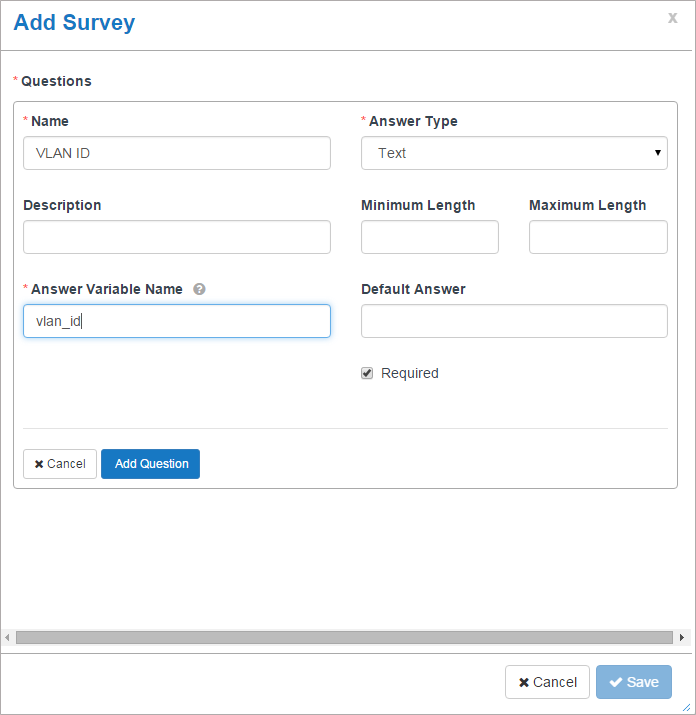 Add Survey x
* Questions
* Name * Answer Type
VLAN ID Text
Description Minimum Length Maximum Length
* Answer Variable Name ? Default Answer
vlan_id
Required
Cancel Add Question
Cancel Save